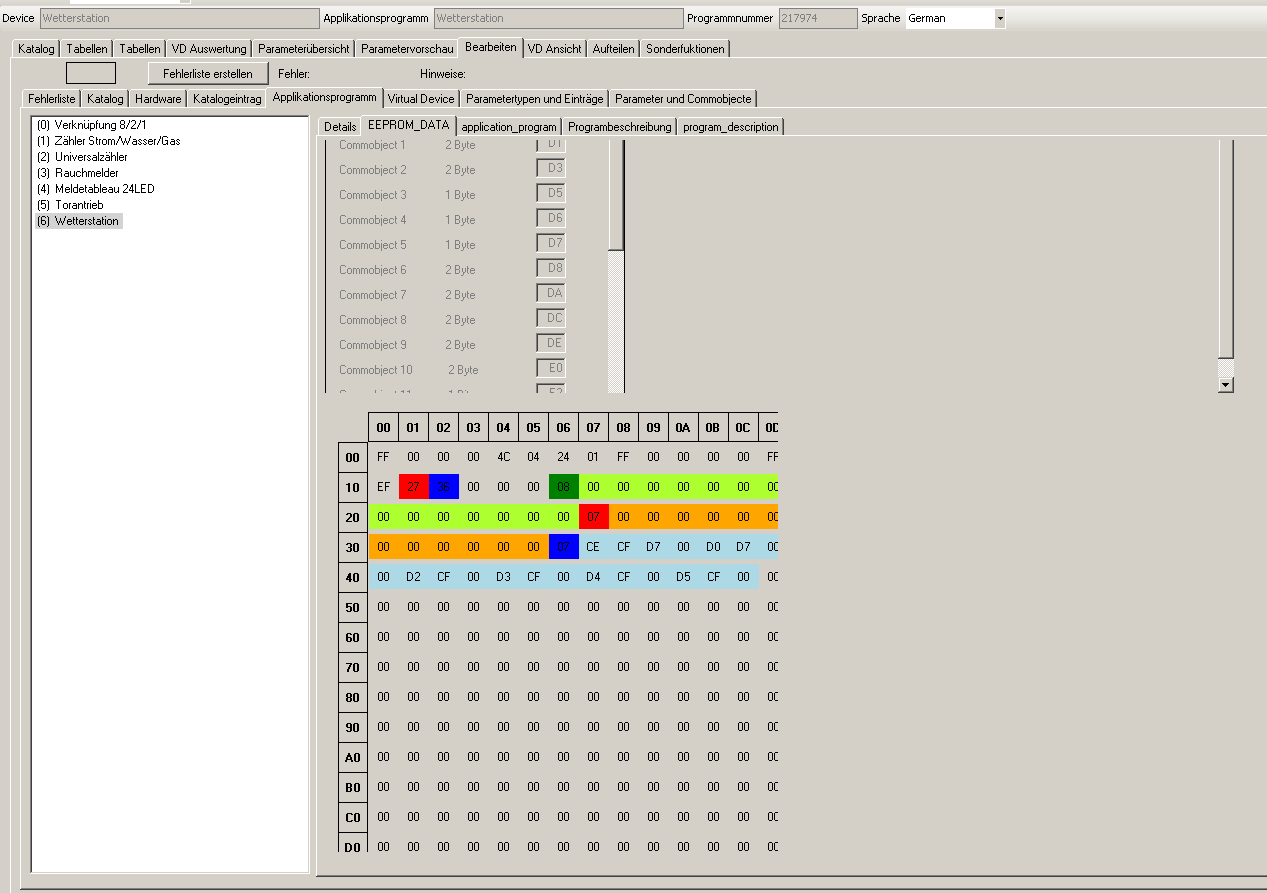 Device Wetterstation Applikationsprogramm Wetterstation Programmnummer 217974 Sprache German
Katalog Tabellen Tabellen VD Auswertung Parameterübersicht Parametervorschau Bearbeiten VD Ansicht Aufteilen Sonderfuktionen
Fehlerliste erstellen Fehler: Hinweise:
Fehlerliste Katalog Hardware Katalogeintrag Applikationsprogramm Virtual Device Parametertypen und Einträge Parameter und Commobjecte
(0) Verknüpfung 8/2/1
(1) Zähler Strom/Wasser/Gas
(2) Universalzähler
(3) Rauchmelder
(4) Meldetableau 24LED
(5) Torantrieb
(6) Wetterstation
Details EEPROM_DATA application_program Programbeschreibung program_description
Commobject 1 2 Byte D1
Commobject 2 2 Byte D3
Commobject 3 1 Byte D5
Commobject 4 1 Byte D6
Commobject 5 1 Byte D7
Commobject 6 2 Byte D8
Commobject 7 2 Byte DA
Commobject 8 2 Byte DC
Commobject 9 2 Byte DE
Commobject 10 2 Byte E0
00 01 02 03 04 05 06 07 08 09 0A 0B 0C 0D
00 FF 00 00 00 4C 04 24 01 FF 00 00 00 00 FF
10 EF 27 36 00 00 00 08 00 00 00 00 00 00 00
20 00 00 00 00 00 00 00 07 00 00 00 00 00 00
30 00 00 00 00 00 00 07 CE CF D7 00 D0 D7 00
40 00 D2 CF 00 D3 CF 00 D4 CF 00 D5 CF 00 00
50 00 00 00 00 00 00 00 00 00 00 00 00 00 00
60 00 00 00 00 00 00 00 00 00 00 00 00 00 00
70 00 00 00 00 00 00 00 00 00 00 00 00 00 00
80 00 00 00 00 00 00 00 00 00 00 00 00 00 00
90 00 00 00 00 00 00 00 00 00 00 00 00 00 00
A0 00 00 00 00 00 00 00 00 00 00 00 00 00 00
B0 00 00 00 00 00 00 00 00 00 00 00 00 00 00
C0 00 00 00 00 00 00 00 00 00 00 00 00 00 00
D0 00 00 00 00 00 00 00 00 00 00 00 00 00 00